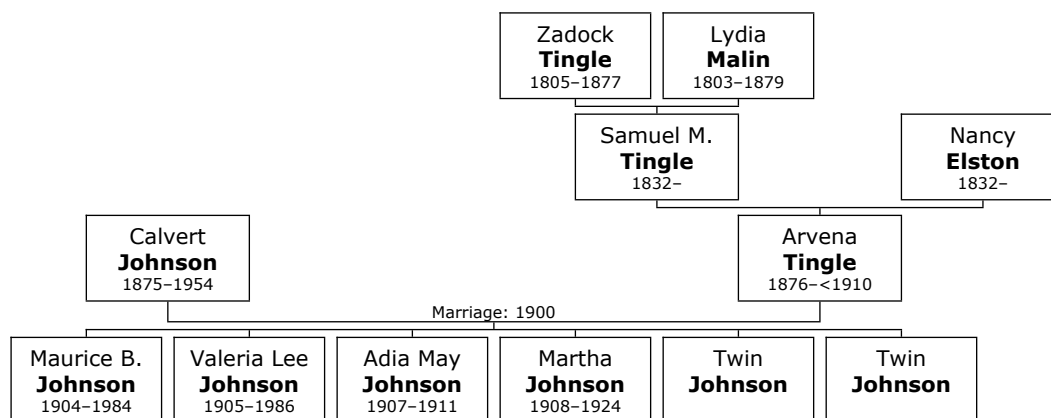 Zadock
Tingle
1805–1877
Lydia
Malin
1803–1879
Samuel M.
Tingle
1832–
Nancy
Elston
1832–
Calvert
Johnson
1875–1954
Arvena
Tingle
1876–<1910
Marriage: 1900
Maurice B.
Johnson
1904–1984
Valeria Lee
Johnson
1905–1986
Adia May
Johnson
1907–1911
Martha
Johnson
1908–1924
Twin
Johnson
Twin
Johnson